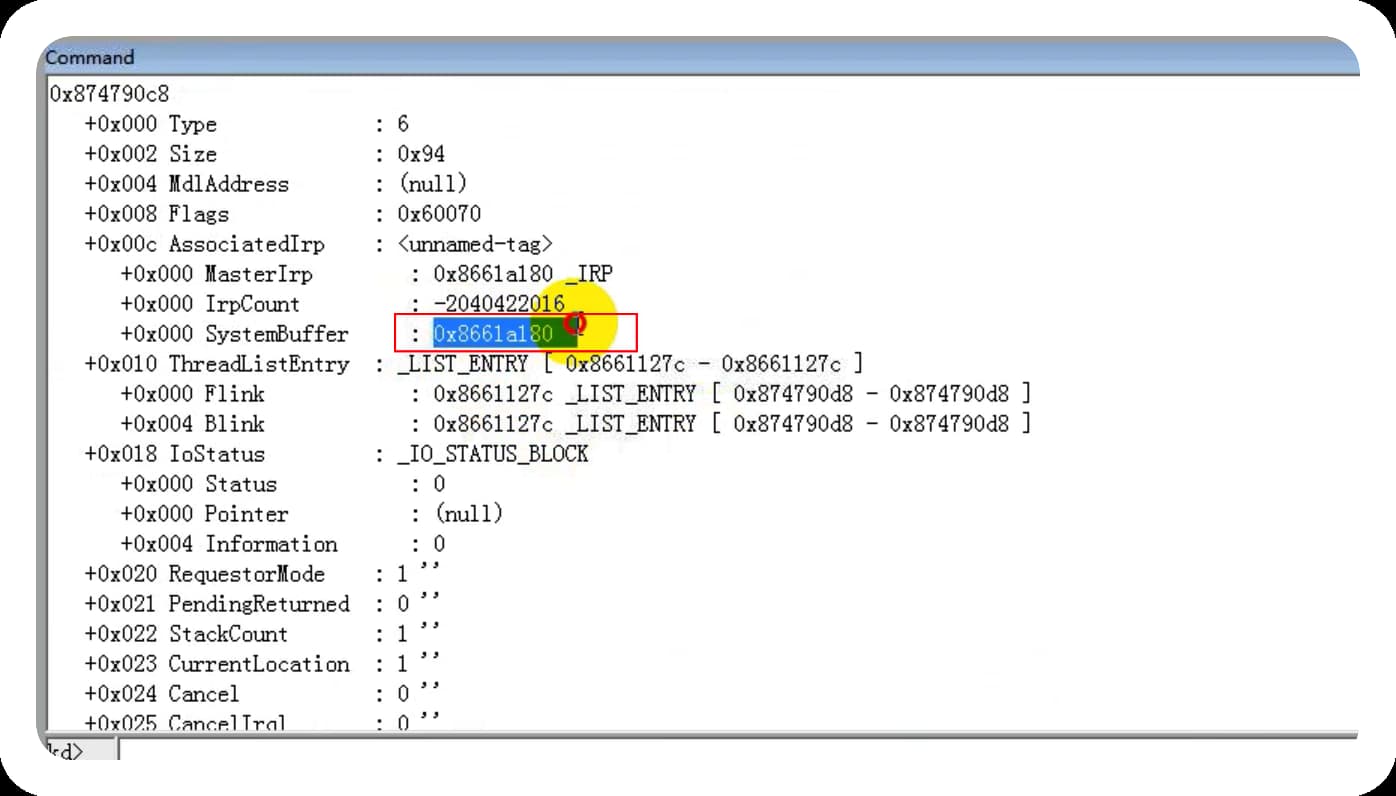 Command
0x874790c8
+0x000 Type : 6
+0x002 Size : 0x94
+0x004 MdlAddress : (null)
+0x008 Flags : 0x60070
+0x00c AssociatedIrp : <unnamed-tag>
+0x000 MasterIrp : 0x8661a180 _IRP
+0x000 IrpCount : -2040422016
+0x000 SystemBuffer : 0x8661a180
+0x010 ThreadListEntry : _LIST_ENTRY [ 0x8661127c - 0x8661127c ]
+0x000 Flink : 0x8661127c _LIST_ENTRY [ 0x874790d8 - 0x874790d8 ]
+0x004 Blink : 0x8661127c _LIST_ENTRY [ 0x874790d8 - 0x874790d8 ]
+0x018 IoStatus : _IO_STATUS_BLOCK
+0x000 Status : 0
+0x000 Pointer : (null)
+0x004 Information : 0
+0x020 RequestorMode : 1 ''
+0x021 PendingReturned : 0 ''
+0x022 StackCount : 1 ''
+0x023 CurrentLocation : 1 ''
+0x024 Cancel : 0 ''
+0x025 CancelIrql : 0 ''
kd>